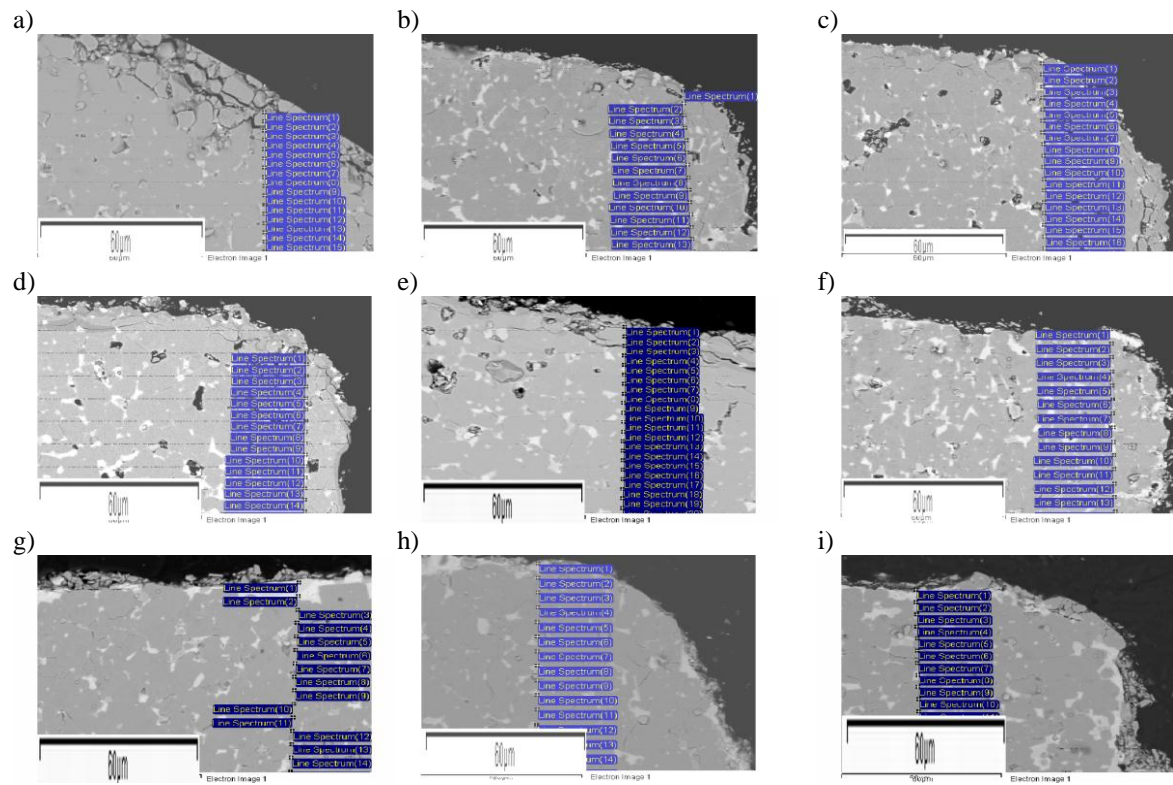 a)
Line Spectrum(1)
Line Spectrum(2)
Line Spectrum(3)
Line Spectrum(4)
Line Spectrum(5)
Line Spectrum(6)
Line Spectrum(7)
Line Spectrum(8)
Line Spectrum(9)
Line Spectrum(10)
Line Spectrum(11)
Line Spectrum(12)
Line Spectrum(13)
Line Spectrum(14)
Line Spectrum(15)
60µm
60µm
Electron Image 1
b)
Line Spectrum(1)
Line Spectrum(2)
Line Spectrum(3)
Line Spectrum(4)
Line Spectrum(5)
Line Spectrum(6)
Line Spectrum(7)
Line Spectrum(8)
Line Spectrum(9)
Line Spectrum(10)
Line Spectrum(11)
Line Spectrum(12)
Line Spectrum(13)
60µm
60µm
Electron Image 1
c)
Line Spectrum(1)
Line Spectrum(2)
Line Spectrum(3)
Line Spectrum(4)
Line Spectrum(5)
Line Spectrum(6)
Line Spectrum(7)
Line Spectrum(8)
Line Spectrum(9)
Line Spectrum(10)
Line Spectrum(11)
Line Spectrum(12)
Line Spectrum(13)
Line Spectrum(14)
Line Spectrum(15)
Line Spectrum(16)
60µm
60µm
Electron Image 1
d)
Line Spectrum(1)
Line Spectrum(2)
Line Spectrum(3)
Line Spectrum(4)
Line Spectrum(5)
Line Spectrum(6)
Line Spectrum(7)
Line Spectrum(8)
Line Spectrum(9)
Line Spectrum(10)
Line Spectrum(11)
Line Spectrum(12)
Line Spectrum(13)
Line Spectrum(14)
60µm
Electron Image 1
e)
Line Spectrum(1)
Line Spectrum(2)
Line Spectrum(3)
Line Spectrum(4)
Line Spectrum(5)
Line Spectrum(6)
Line Spectrum(7)
Line Spectrum(8)
Line Spectrum(9)
Line Spectrum(10)
Line Spectrum(11)
Line Spectrum(12)
Line Spectrum(13)
Line Spectrum(14)
Line Spectrum(15)
Line Spectrum(16)
Line Spectrum(17)
Line Spectrum(18)
Line Spectrum(19)
60µm
Electron Image 1
f)
Line Spectrum(1)
Line Spectrum(2)
Line Spectrum(3)
Line Spectrum(4)
Line Spectrum(5)
Line Spectrum(6)
Line Spectrum(7)
Line Spectrum(8)
Line Spectrum(9)
Line Spectrum(10)
Line Spectrum(11)
Line Spectrum(12)
Line Spectrum(13)
60µm
Electron Image 1
g)
Line Spectrum(1)
Line Spectrum(2)
Line Spectrum(3)
Line Spectrum(4)
Line Spectrum(5)
Line Spectrum(6)
Line Spectrum(7)
Line Spectrum(8)
Line Spectrum(9)
Line Spectrum(10)
Line Spectrum(11)
Line Spectrum(12)
Line Spectrum(13)
Line Spectrum(14)
60µm
Electron Image 1
h)
Line Spectrum(1)
Line Spectrum(2)
Line Spectrum(3)
Line Spectrum(4)
Line Spectrum(5)
Line Spectrum(6)
Line Spectrum(7)
Line Spectrum(8)
Line Spectrum(9)
Line Spectrum(10)
Line Spectrum(11)
Line Spectrum(12)
Line Spectrum(13)
Line Spectrum(14)
60µm
Electron Image 1
i)
Line Spectrum(1)
Line Spectrum(2)
Line Spectrum(3)
Line Spectrum(4)
Line Spectrum(5)
Line Spectrum(6)
Line Spectrum(7)
Line Spectrum(8)
Line Spectrum(9)
Line Spectrum(10)
60µm
60µm
Electron Image 1